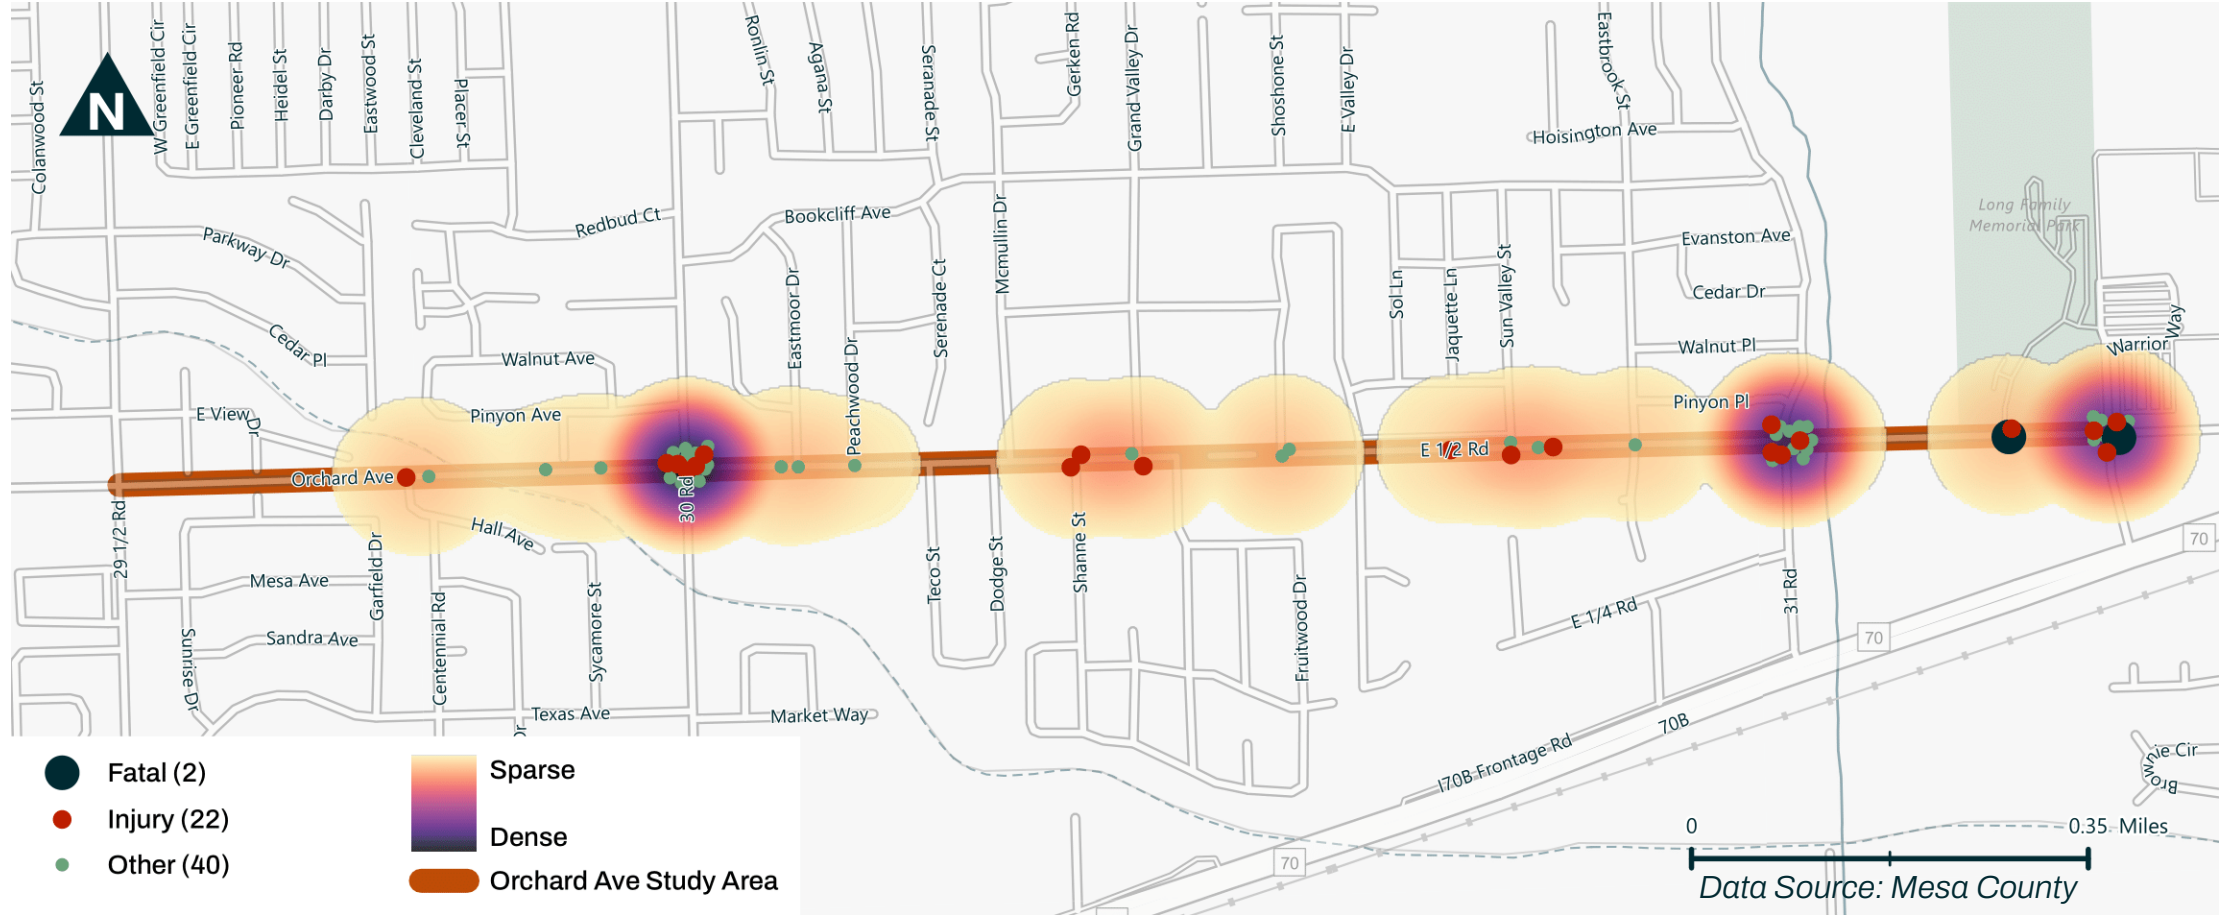 N
Colanwood St
W Greenfield Cir
E Greenfield Cir
Pioneer Rd
Heidel St
Darby Dr
Eastwood St
Cleveland St
Placer St
Ronlin St
Agana St
Seranade St
Gerken Rd
Grand Valley Dr
Shoshone St
E Valley Dr
Eastbrook St
Hoisington Ave
Long Family
Memorial Park
Parkway Dr
Redbud Ct
Bookcliff Ave
Mcmullin Dr
Evanston Ave
Cedar Dr
Cedar Pl
Walnut Ave
Eastmoor Dr
Peachwood Dr
Serenade Ct
Sol Ln
Jaquette Ln
Sun Valley St
Walnut Pl
Warrior Way
E View Dr
Pinyon Ave
Pinyon Pl
Orchard Ave
E 1/2 Rd
29 1/2 Rd
30 Rd
Hall Ave
Mesa Ave
Garfield Dr
Sandra Ave
Sunrise Dr
Centennial Rd
Sycamore St
Texas Ave
Dr
Market Way
Teco St
Dodge St
Shanne St
Fruitwood Dr
E 1/4 Rd
31 Rd
70
70
70
70B
I70B Frontage Rd
Brownie Cir
Fatal (2)
Injury (22)
Other (40)
Sparse
Dense
Orchard Ave Study Area
0
0.35 Miles
Data Source: Mesa County